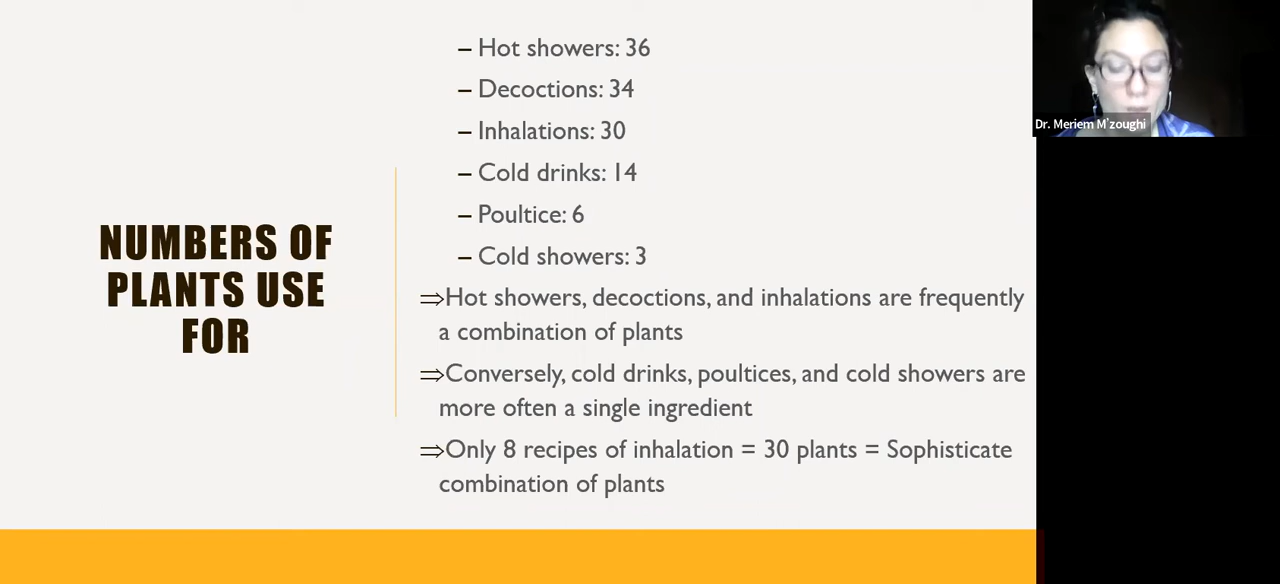 – Hot showers: 36
– Decoctions: 34
– Inhalations: 30
– Cold drinks: 14
– Poultice: 6
– Cold showers: 3
NUMBERS OF
PLANTS USE
FOR
⇒Hot showers, decoctions, and inhalations are frequently
a combination of plants
⇒Conversely, cold drinks, poultices, and cold showers are
more often a single ingredient
⇒Only 8 recipes of inhalation = 30 plants = Sophisticate
combination of plants
Dr. Meriem M'zoughi